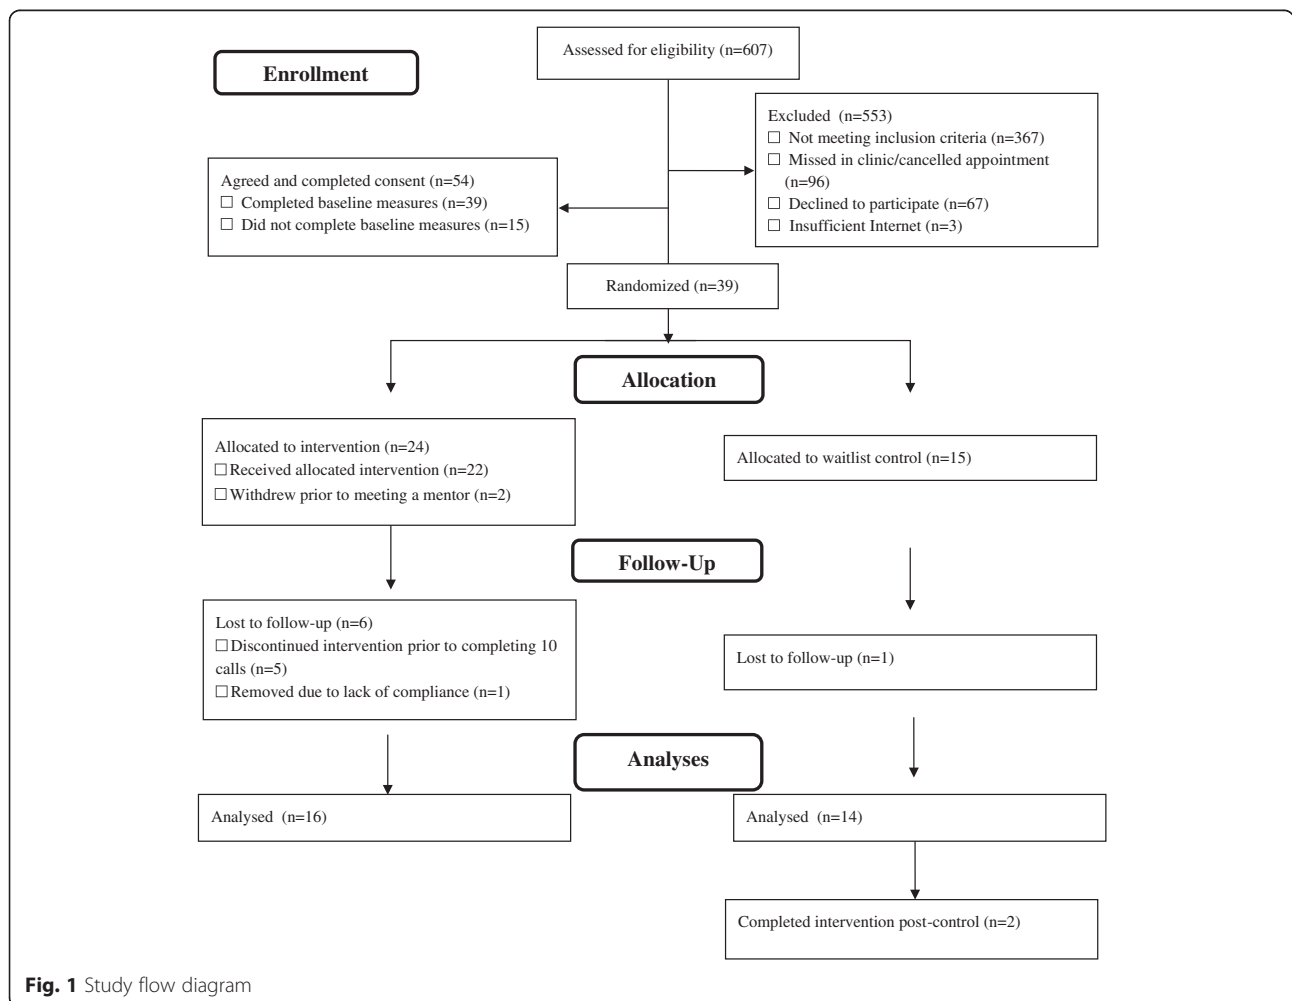 Assessed for eligibility (n=607)
Enrollment
Excluded (n=553)
□ Not meeting inclusion criteria (n=367)
□ Missed in clinic/cancelled appointment
(n=96)
□ Declined to participate (n=67)
□ Insufficient Internet (n=3)
Agreed and completed consent (n=54)
□ Completed baseline measures (n=39)
□ Did not complete baseline measures (n=15)
Randomized (n=39)
Allocation
Allocated to intervention (n=24)
□ Received allocated intervention (n=22)
□ Withdrew prior to meeting a mentor (n=2)
Allocated to waitlist control (n=15)
Follow-Up
Lost to follow-up (n=6)
□ Discontinued intervention prior to completing 10
calls (n=5)
□ Removed due to lack of compliance (n=1)
Lost to follow-up (n=1)
Analyses
Analysed (n=16)
Analysed (n=14)
Completed intervention post-control (n=2)
Fig. 1 Study flow diagram